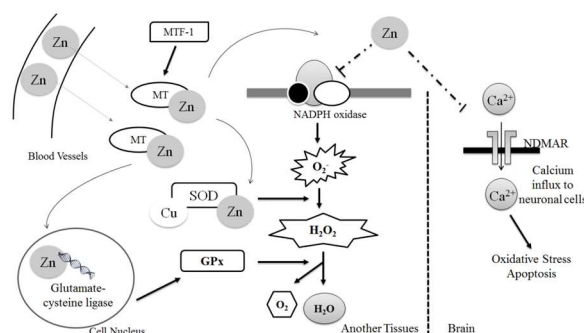 Zn
Zn
MTF-1
MT
Zn
MT
Zn
Blood Vessels
NADPH oxidase
Zn
Ca2+
NDMAR
Calcium
influx to
neuronal cells
Ca2+
Oxidative Stress
Apoptosis
O2-
SOD
Cu
Zn
H2O2
Zn
Glutamate-
cysteine ligase
Cell Nucleus
GPx
O2
H2O
Another Tissues
Brain